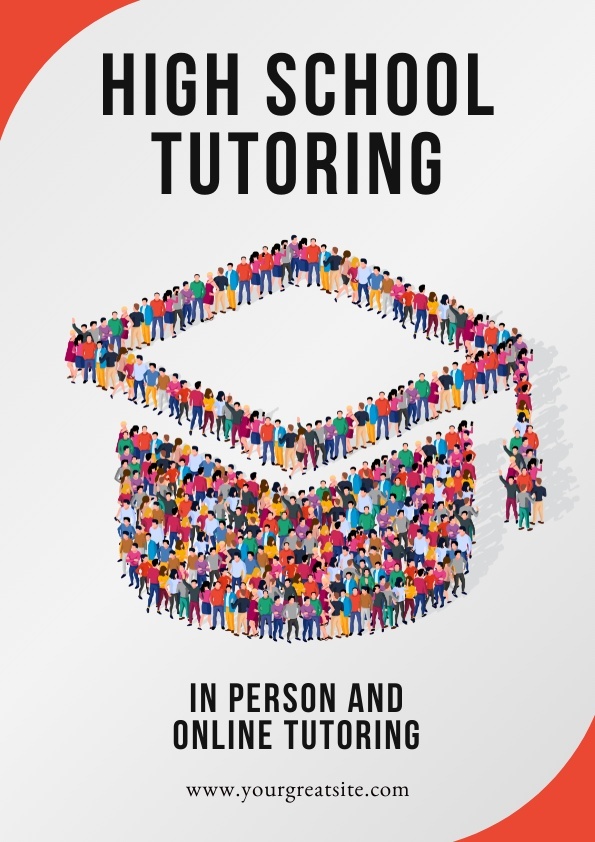 HIGH SCHOOL
TUTORING
IN PERSON AND
ONLINE TUTORING
www.yourgreatsite.com